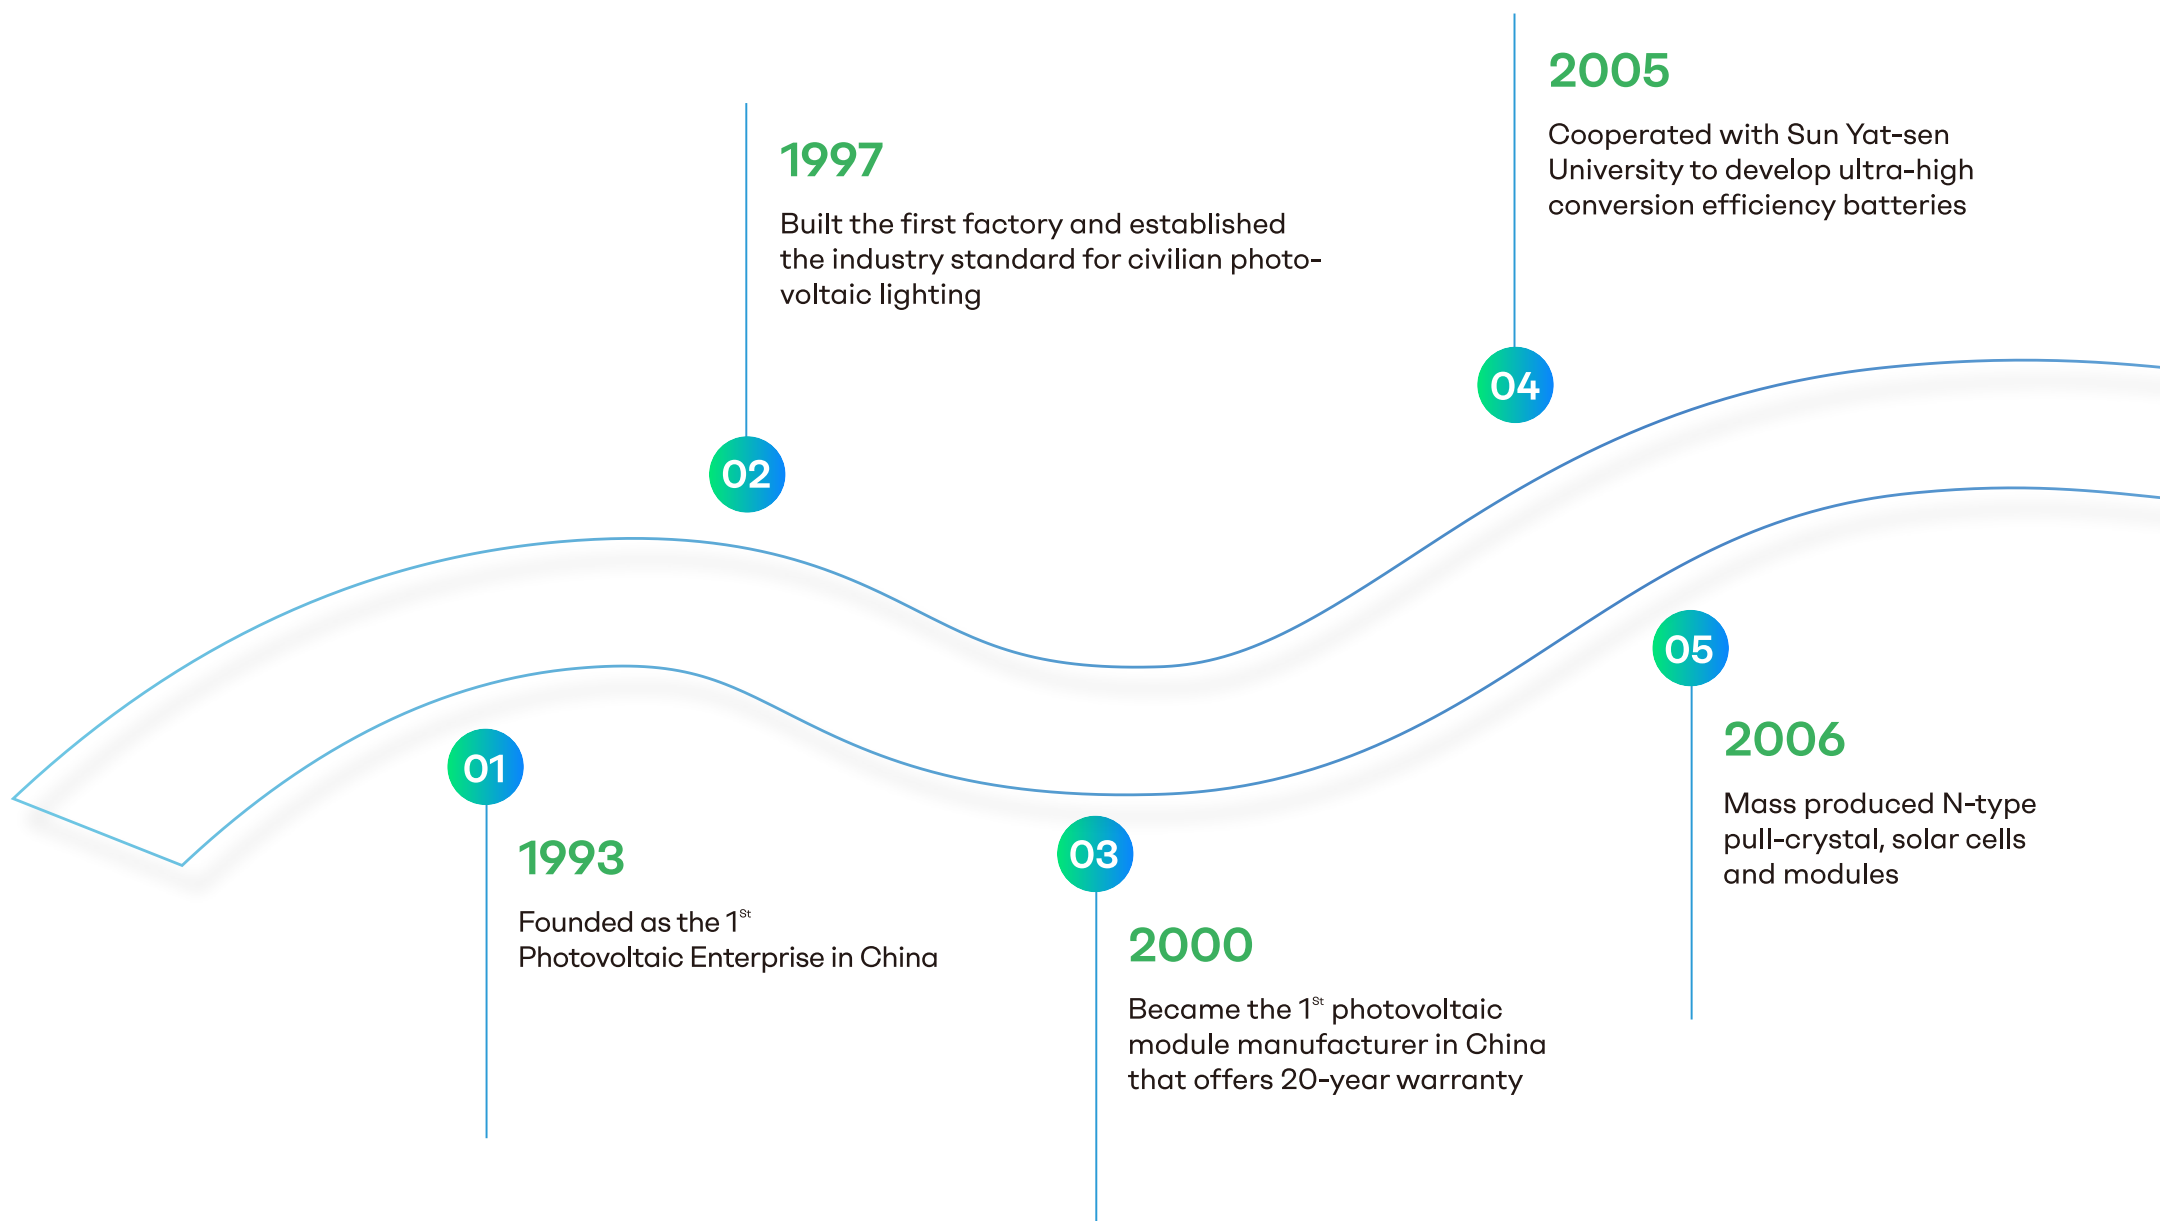 01
1993
Founded as the 1St
Photovoltaic Enterprise in China
02
1997
Built the first factory and established
the industry standard for civilian photo-
voltaic lighting
03
2000
Became the 1St photovoltaic
module manufacturer in China
that offers 20-year warranty
04
2005
Cooperated with Sun Yat-sen
University to develop ultra-high
conversion efficiency batteries
05
2006
Mass produced N-type
pull-crystal, solar cells
and modules